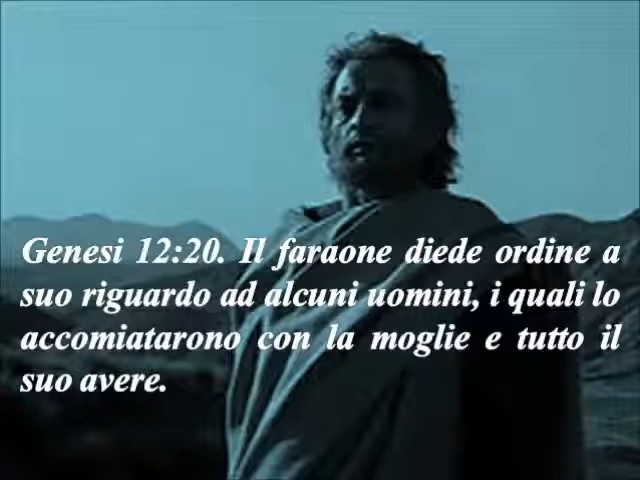 Genesi 12:20. Il faraone diede ordine a
suo riguardo ad alcuni uomini, i quali lo
accomiatarono con la moglie e tutto il
suo avere.